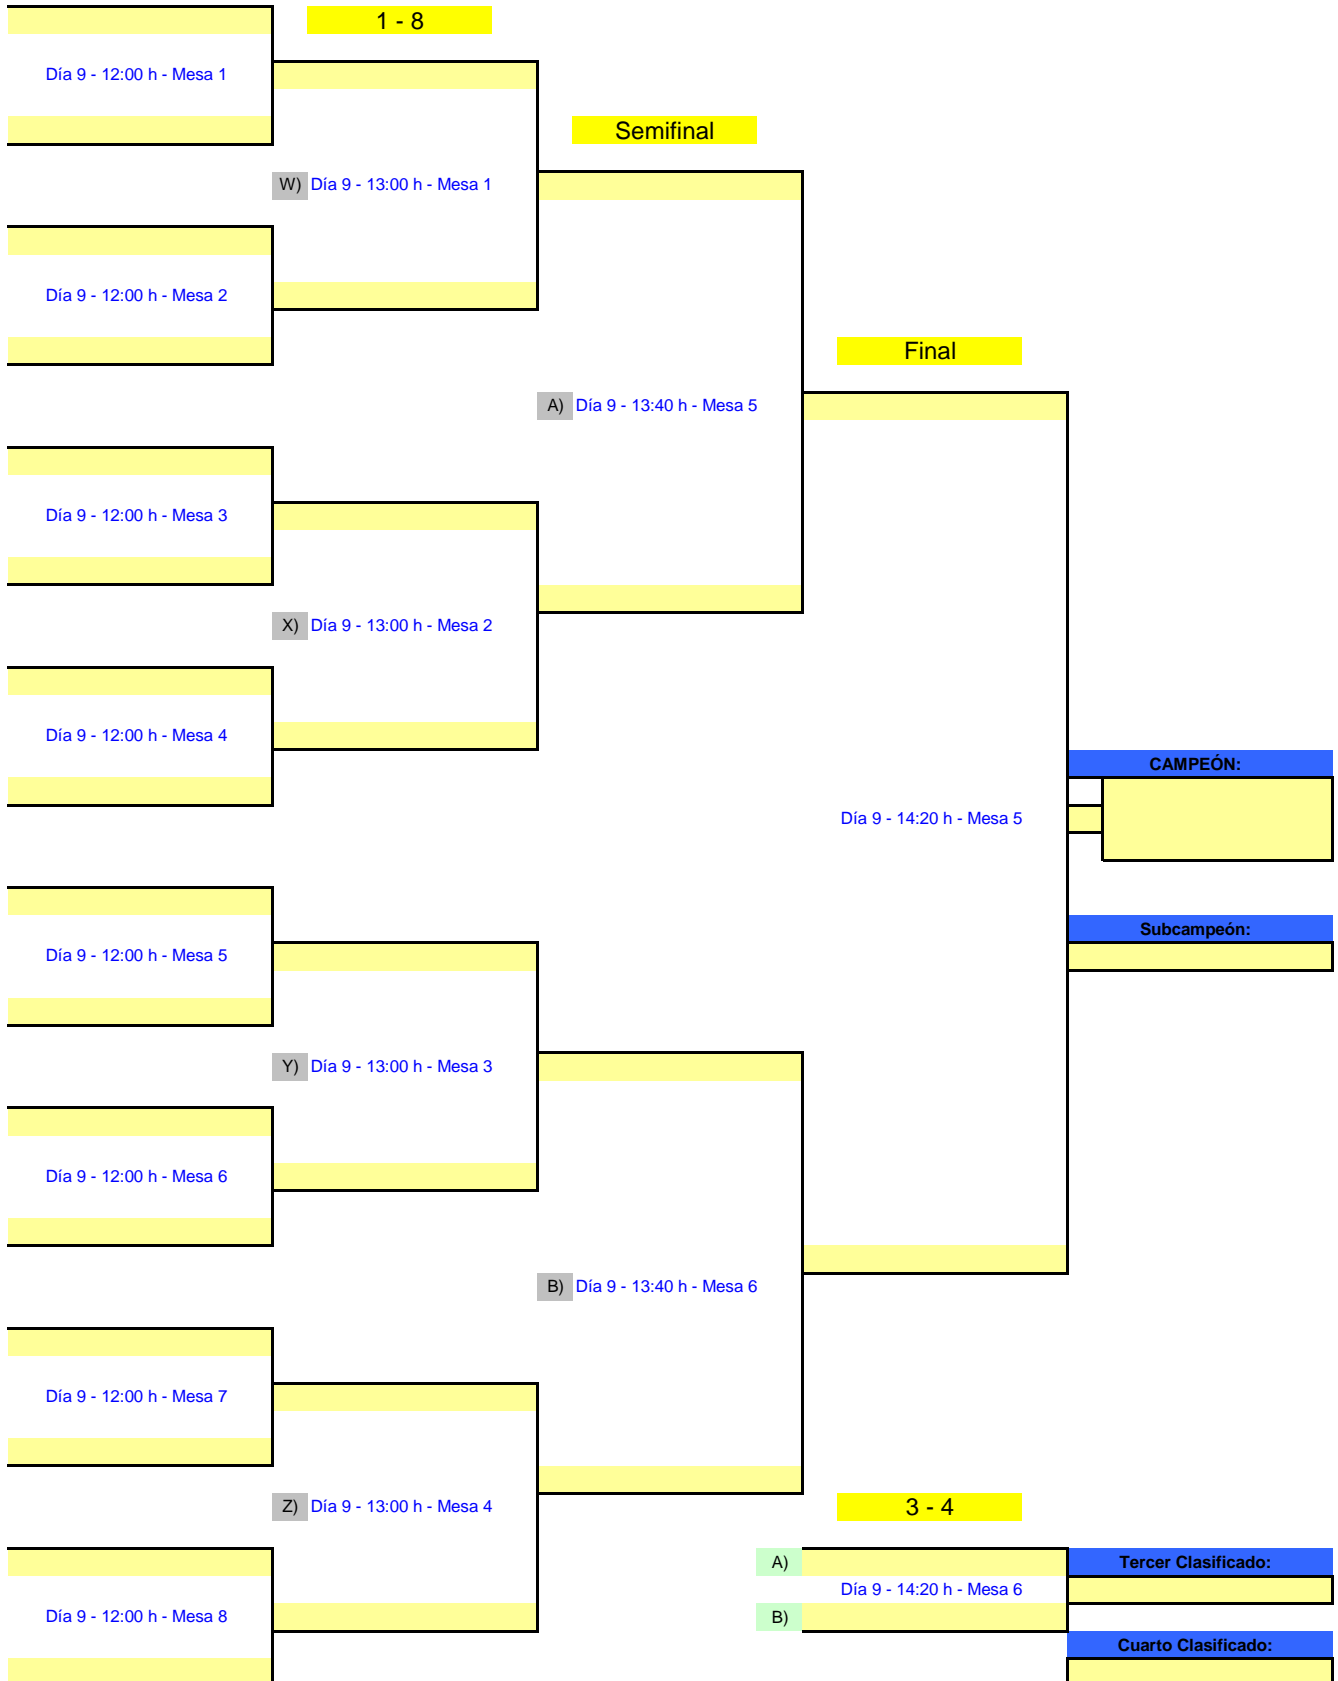 1 - 8
Día 9 - 12:00 h - Mesa 1
Semifinal
W) Día 9 - 13:00 h - Mesa 1
Día 9 - 12:00 h - Mesa 2
Final
A) Día 9 - 13:40 h - Mesa 5
Día 9 - 12:00 h - Mesa 3
X) Día 9 - 13:00 h - Mesa 2
Día 9 - 12:00 h - Mesa 4
CAMPEÓN:
Día 9 - 14:20 h - Mesa 5
Subcampeón:
Día 9 - 12:00 h - Mesa 5
Y) Día 9 - 13:00 h - Mesa 3
Día 9 - 12:00 h - Mesa 6
B) Día 9 - 13:40 h - Mesa 6
Día 9 - 12:00 h - Mesa 7
Z) Día 9 - 13:00 h - Mesa 4
3 - 4
A)
Tercer Clasificado:
Día 9 - 14:20 h - Mesa 6
Día 9 - 12:00 h - Mesa 8
B)
Cuarto Clasificado: